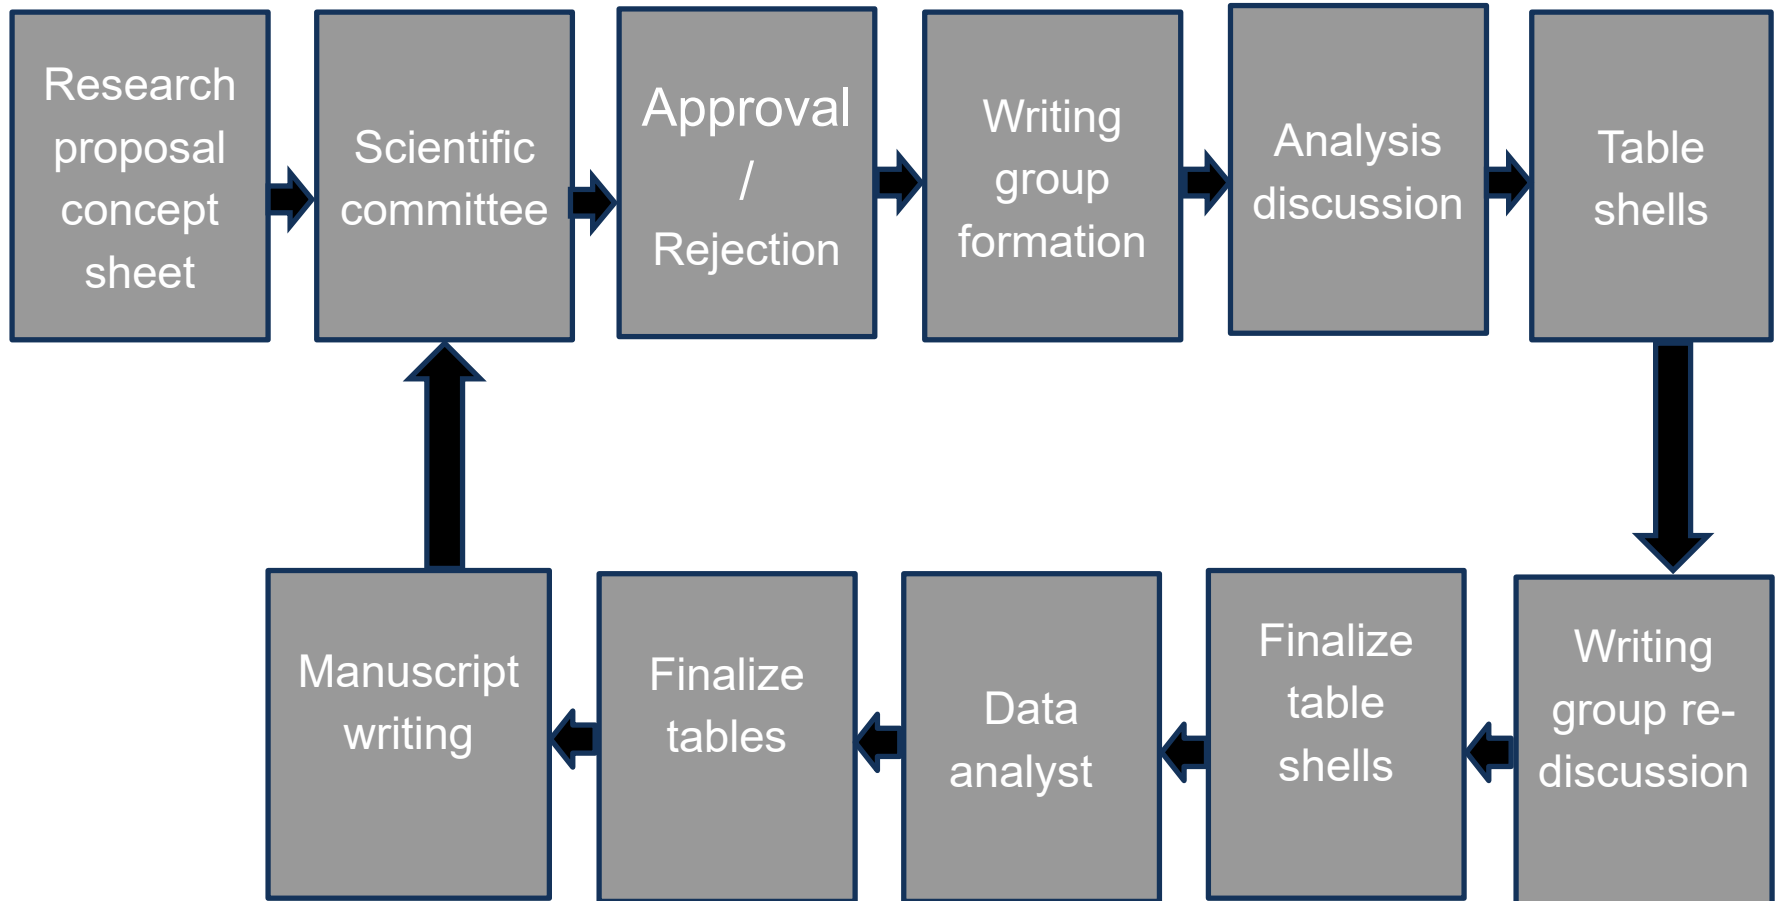 Research
proposal
concept
sheet
Scientific
committee
Approval
/
Rejection
Writing
group
formation
Analysis
discussion
Table
shells
Writing
group re-
discussion
Finalize
table
shells
Data
analyst
Finalize
tables
Manuscript
writing